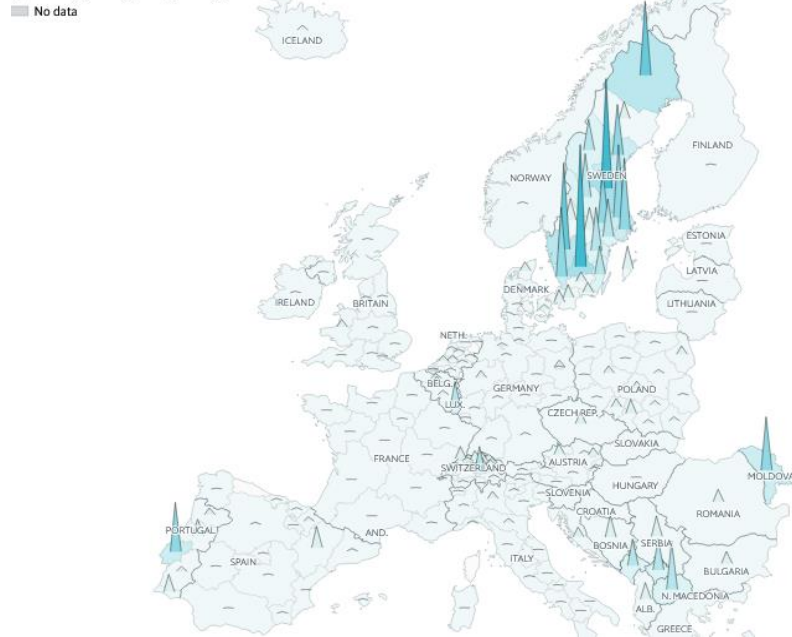 No data
ICELAND
FINLAND
NORWAY
SWEDEN
ESTONIA
LATVIA
LITHUANIA
DENMARK
IRELAND
BRITAIN
NETH.
BELG.
LUX.
GERMANY
POLAND
CZECH REP.
SLOVAKIA
FRANCE
SWITZERLAND
AUSTRIA
HUNGARY
MOLDOVA
SLOVENIA
CROATIA
ROMANIA
PORTUGAL
SPAIN
AND.
ITALY
BOSNIA
SERBIA
BULGARIA
N. MACEDONIA
ALB.
GREECE